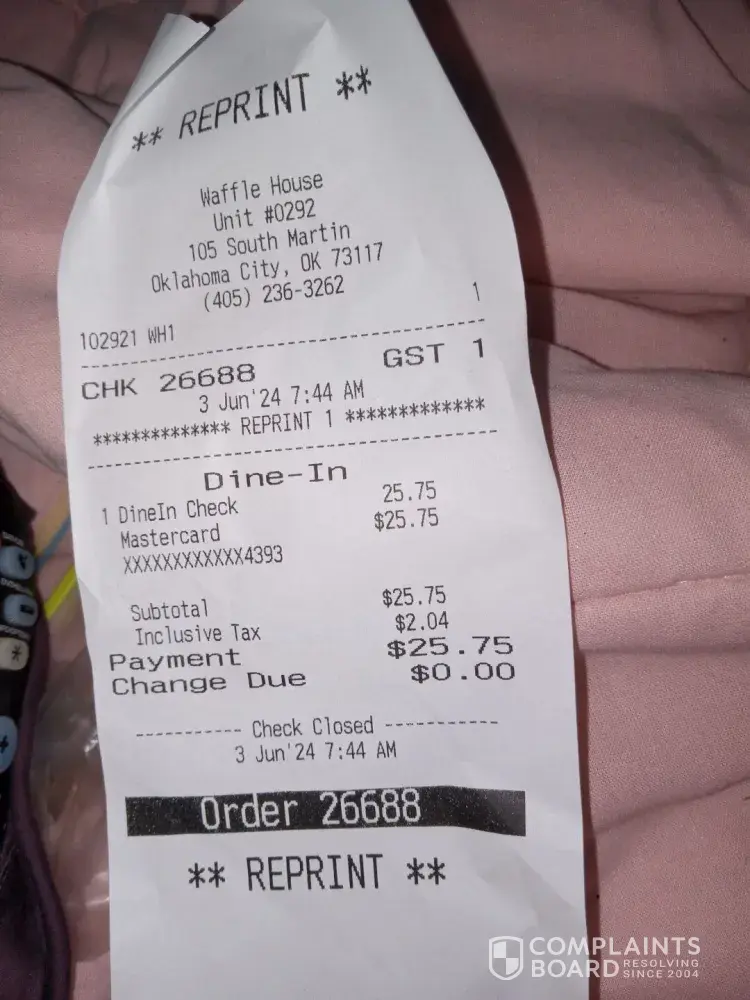 ** REPRINT **
Waffle House
Unit #0292
105 South Martin
Oklahoma City, OK 73117
(405) 236-3262
102921 WH1 1
CHK 26688 GST 1
3 Jun'24 7:44 AM
************** REPRINT 1 **************
Dine-In
1 DineIn Check 25.75
Mastercard $25.75
XXXXXXXXXXXX4393
Subtotal $25.75
Inclusive Tax $2.04
Payment $25.75
Change Due $0.00
----------- Check Closed -----------
3 Jun'24 7:44 AM
Order 26688
** REPRINT **
COMPLAINTS
BOARD RESOLVING
SINCE 2004